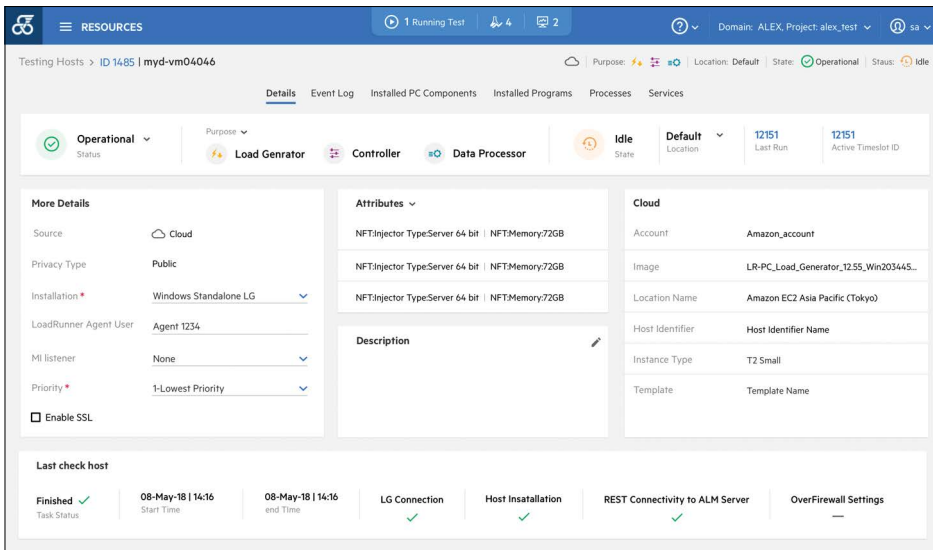 RESOURCES
1 Running Test 4 2
Domain: ALEX, Project: alex_test
sa
Testing Hosts > ID 1485 | myd-vm04046
Purpose: Location: Default State: Operational Staus: Idle
Details Event Log Installed PC Components Installed Programs Processes Services
Operational
Status
Purpose
Load Genrator Controller Data Processor
Idle
State
Default
Location
12151
Last Run
12151
Active Timeslot ID
More Details
Source Cloud
Privacy Type Public
Installation * Windows Standalone LG
LoadRunner Agent User Agent 1234
MI listener None
Priority * 1-Lowest Priority
Enable SSL
Attributes
NFT:Injector Type:Server 64 bit | NFT:Memory:72GB
NFT:Injector Type:Server 64 bit | NFT:Memory:72GB
NFT:Injector Type:Server 64 bit | NFT:Memory:72GB
Description
Cloud
Account Amazon_account
Image LR-PC_Load_Generator_12.55_Win203445...
Location Name Amazon EC2 Asia Pacific (Tokyo)
Host Identifier Host Identifier Name
Instance Type T2 Small
Template Template Name
Last check host
Finished
Task Status
08-May-18 | 14:16
Start Time
08-May-18 | 14:16
end TIme
LG Connection
Host Insatallation
REST Connectivity to ALM Server
OverFirewall Settings